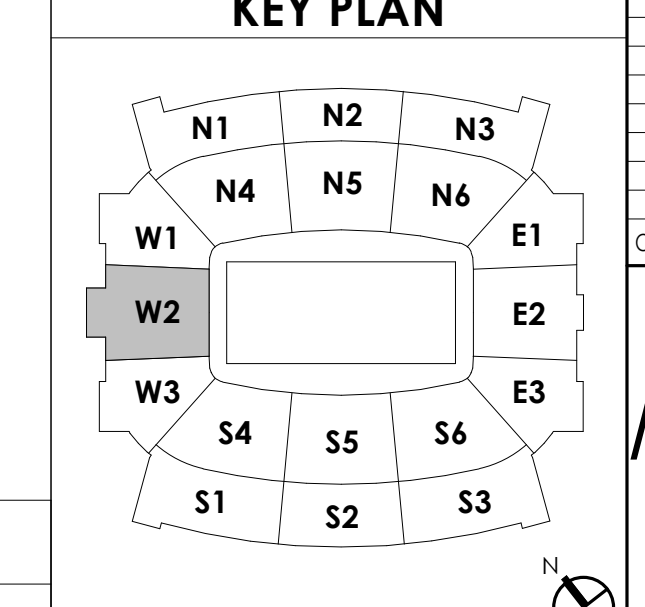 KEY PLAN
N1 N2 N3
N4 N5 N6
W1 E1
W2 E2
W3 E3
S4 S5 S6
S1 S2 S3
N